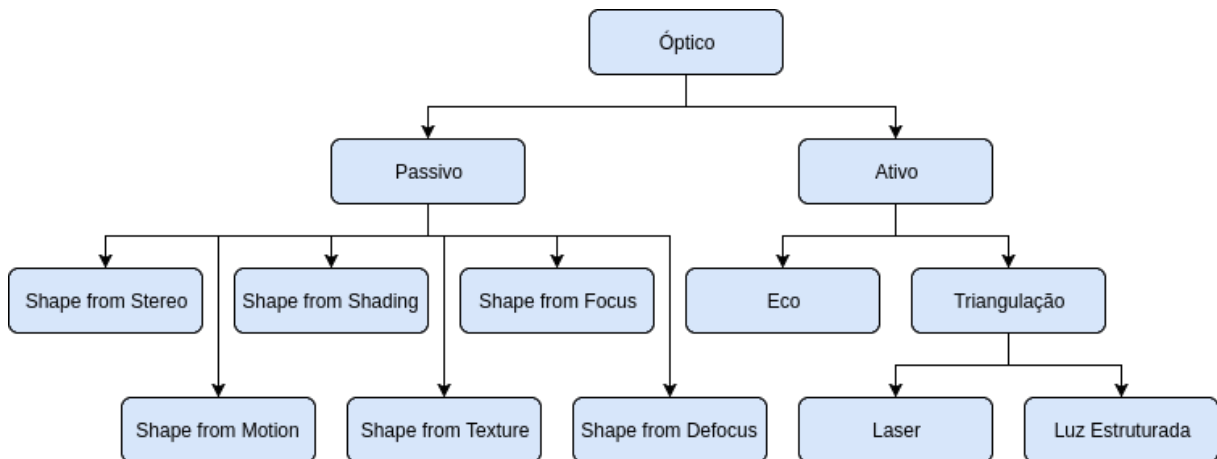 Óptico
Passivo
Ativo
Shape from Stereo
Shape from Shading
Shape from Focus
Eco
Triangulação
Shape from Motion
Shape from Texture
Shape from Defocus
Laser
Luz Estruturada